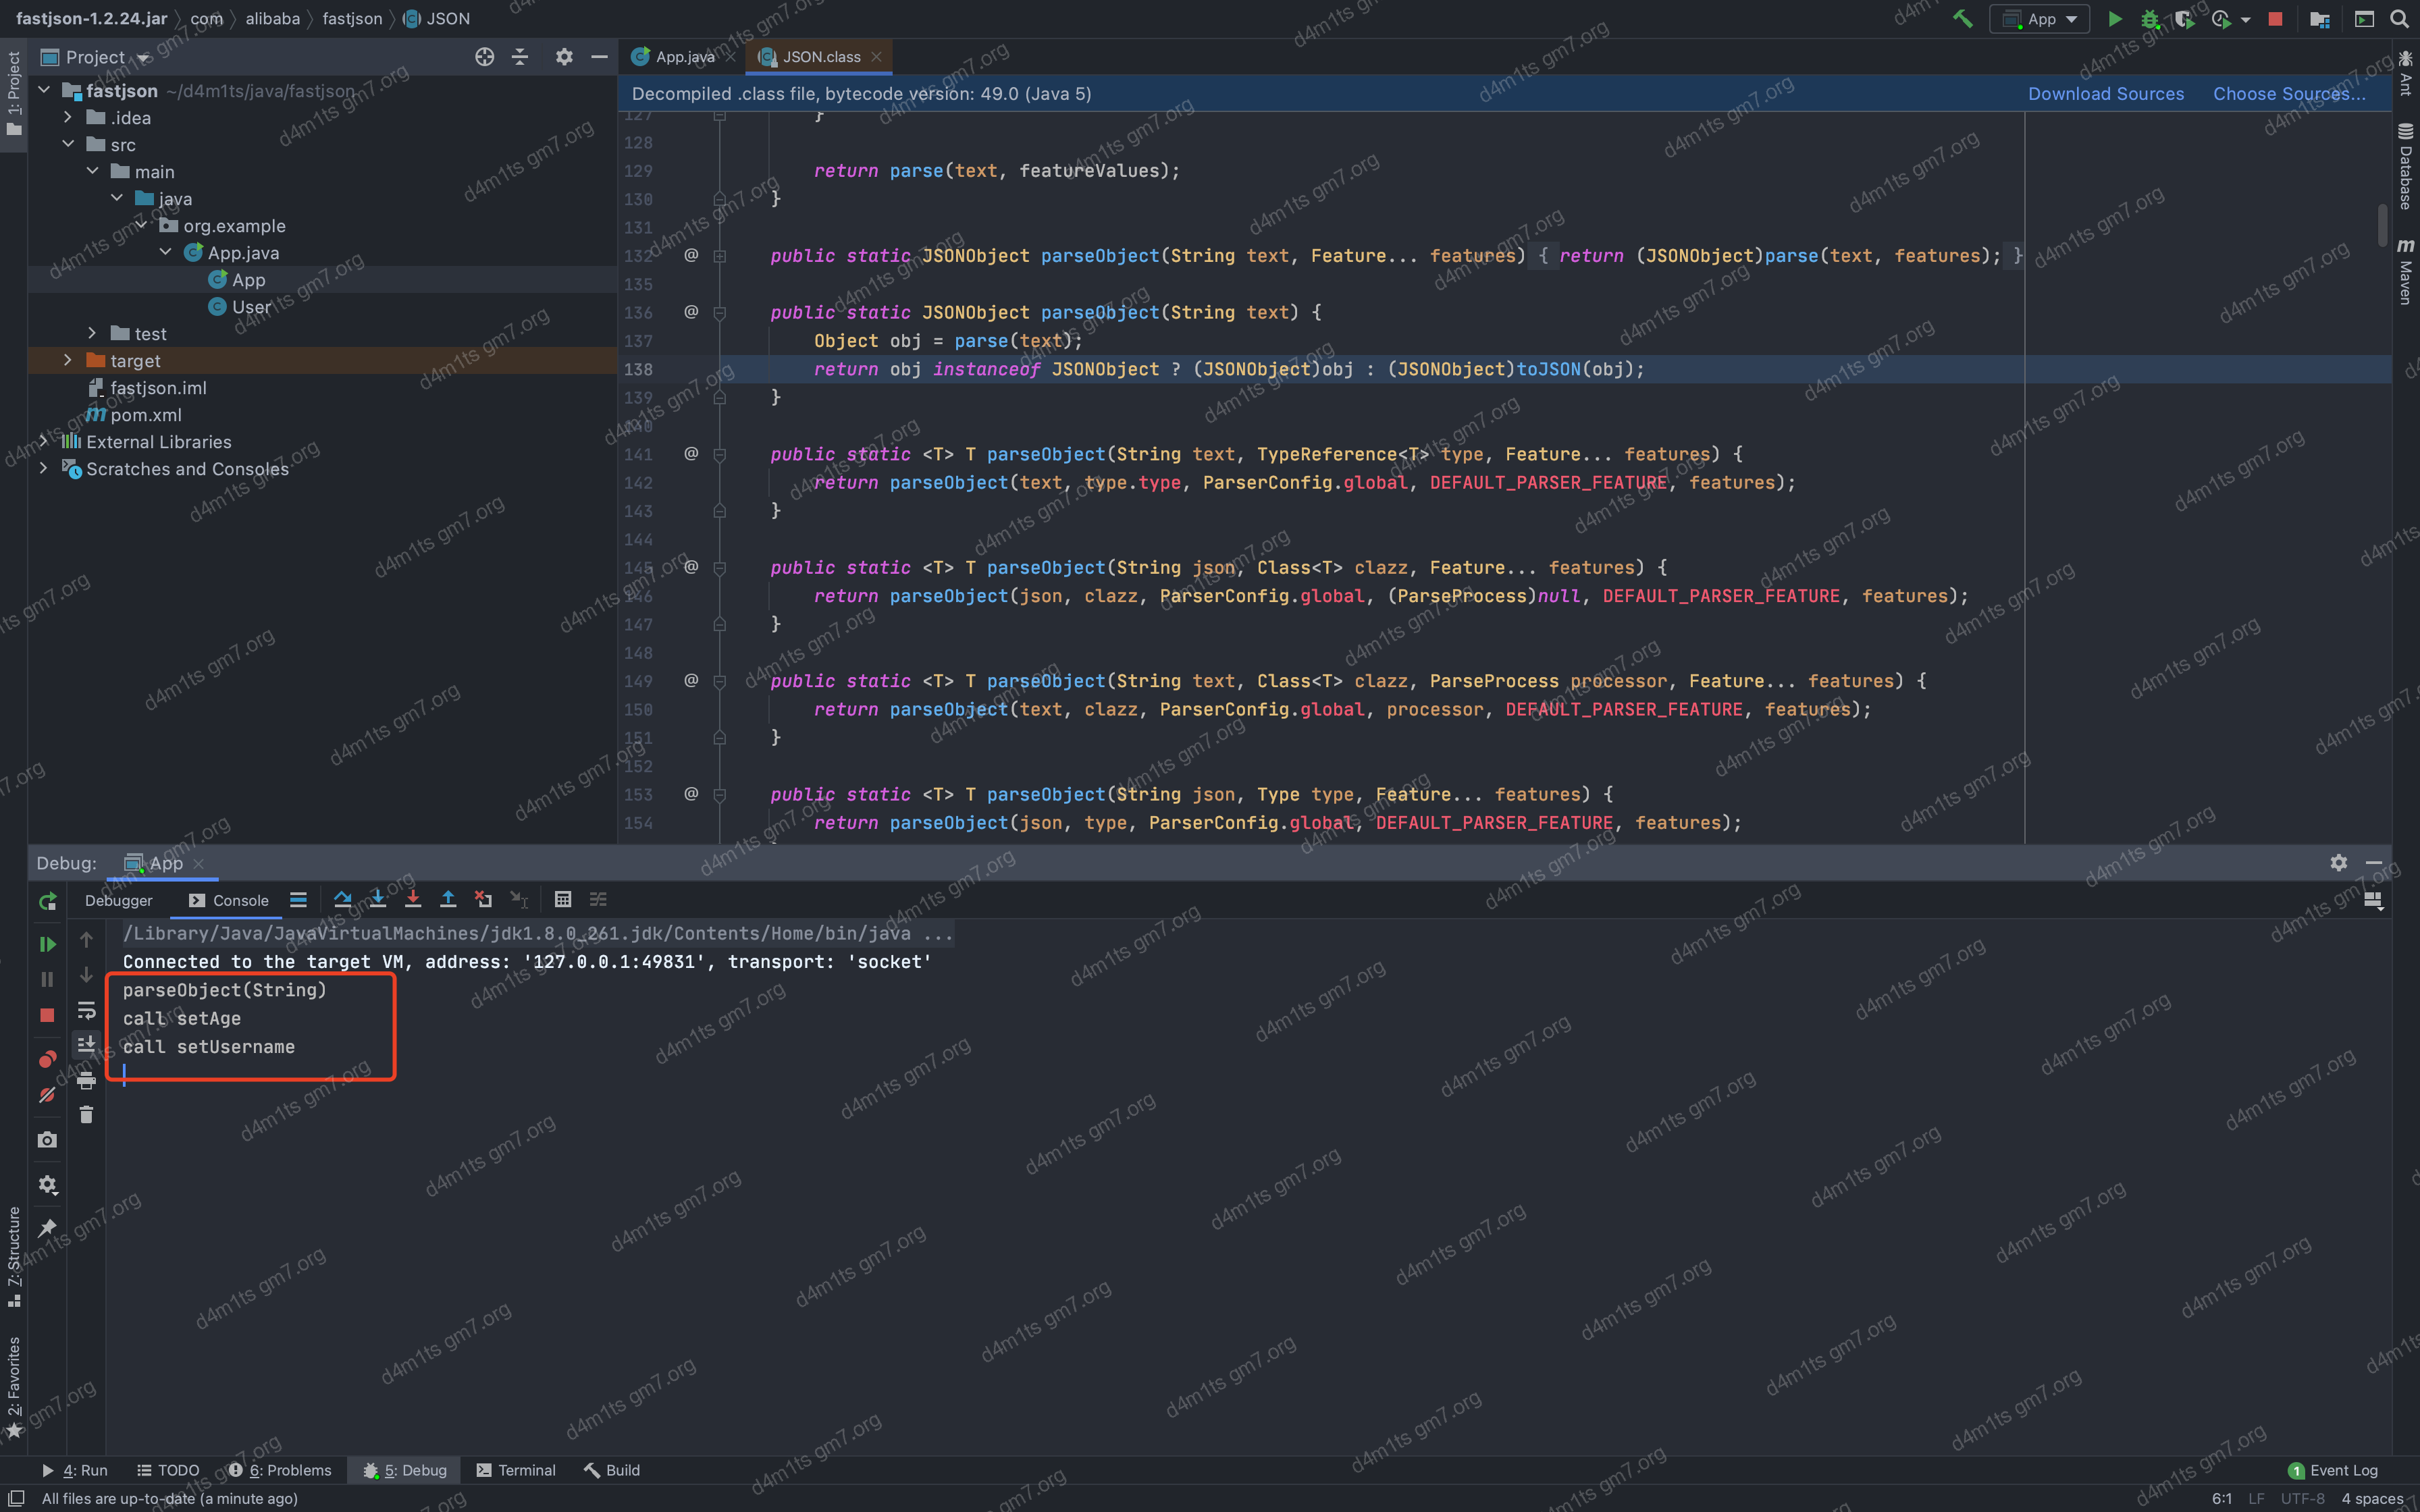 fastjson-1.2.24.jar com alibaba fastjson JSON
App
1: Project
Project
fastjson ~/d4m1ts/java/fastjson
.idea
src
main
java
org.example
App.java
App
User
test
target
fastjson.iml
pom.xml
External Libraries
Scratches and Consoles
App.java
JSON.class
Decompiled .class file, bytecode version: 49.0 (Java 5)
Download Sources Choose Sources...
127 }
128
129 return parse(text, featureValues);
130 }
131
132 @ public static JSONObject parseObject(String text, Feature... features) { return (JSONObject)parse(text, features); }
135
136 @ public static JSONObject parseObject(String text) {
137 Object obj = parse(text);
138 return obj instanceof JSONObject ? (JSONObject)obj : (JSONObject)toJSON(obj);
139 }
140
141 @ public static <T> T parseObject(String text, TypeReference<T> type, Feature... features) {
142 return parseObject(text, type.type, ParserConfig.global, DEFAULT_PARSER_FEATURE, features);
143 }
144
145 @ public static <T> T parseObject(String json, Class<T> clazz, Feature... features) {
146 return parseObject(json, clazz, ParserConfig.global, (ParseProcess)null, DEFAULT_PARSER_FEATURE, features);
147 }
148
149 @ public static <T> T parseObject(String text, Class<T> clazz, ParseProcess processor, Feature... features) {
150 return parseObject(text, clazz, ParserConfig.global, processor, DEFAULT_PARSER_FEATURE, features);
151 }
152
153 @ public static <T> T parseObject(String json, Type type, Feature... features) {
154 return parseObject(json, type, ParserConfig.global, DEFAULT_PARSER_FEATURE, features);
Ant
Database
Maven
Debug: App
Debugger Console
/Library/Java/JavaVirtualMachines/jdk1.8.0_261.jdk/Contents/Home/bin/java ...
Connected to the target VM, address: '127.0.0.1:49831', transport: 'socket'
parseObject(String)
call setAge
call setUsername
7: Structure
2: Favorites
4: Run TODO 6: Problems 5: Debug Terminal Build
1 Event Log
All files are up-to-date (a minute ago)
6:1 LF UTF-8 4 spaces
d4m1ts gm7.org